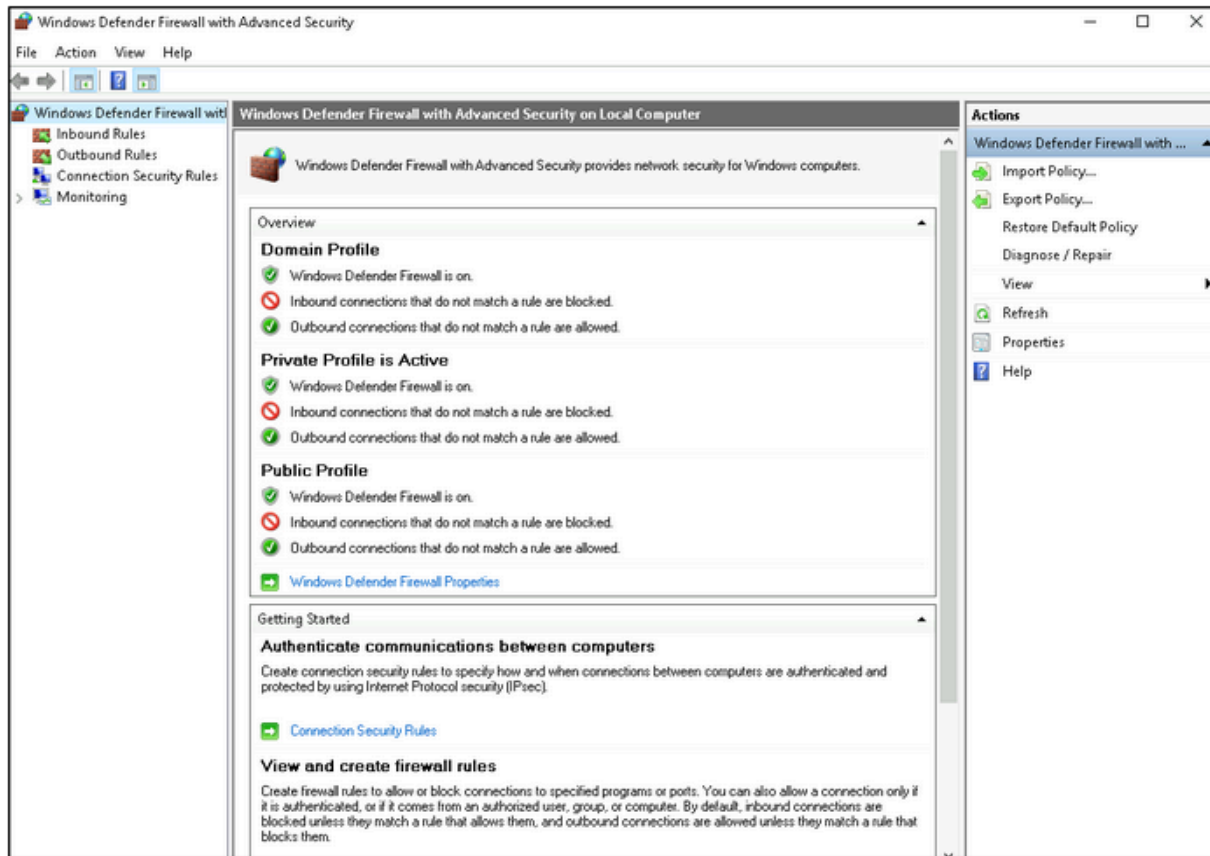 Windows Defender Firewall with Advanced Security
File Action View Help
Windows Defender Firewall witl
Inbound Rules
Outbound Rules
Connection Security Rules
Monitoring
Windows Defender Firewall with Advanced Security on Local Computer
Windows Defender Firewall with Advanced Security provides network security for Windows computers.
Overview
Domain Profile
Windows Defender Firewall is on.
Inbound connections that do not match a rule are blocked.
Outbound connections that do not match a rule are allowed.
Private Profile is Active
Windows Defender Firewall is on.
Inbound connections that do not match a rule are blocked.
Outbound connections that do not match a rule are allowed.
Public Profile
Windows Defender Firewall is on.
Inbound connections that do not match a rule are blocked.
Outbound connections that do not match a rule are allowed.
Windows Defender Firewall Properties
Getting Started
Authenticate communications between computers
Create connection security rules to specify how and when connections between computers are authenticated and
protected by using Internet Protocol security (IPsec).
Connection Security Rules
View and create firewall rules
Create firewall rules to allow or block connections to specified programs or ports. You can also allow a connection only if
it is authenticated, or if it comes from an authorized user, group, or computer. By default, inbound connections are
blocked unless they match a rule that allows them, and outbound connections are allowed unless they match a rule that
blocks them.
Actions
Windows Defender Firewall with ...
Import Policy...
Export Policy...
Restore Default Policy
Diagnose / Repair
View
Refresh
Properties
Help